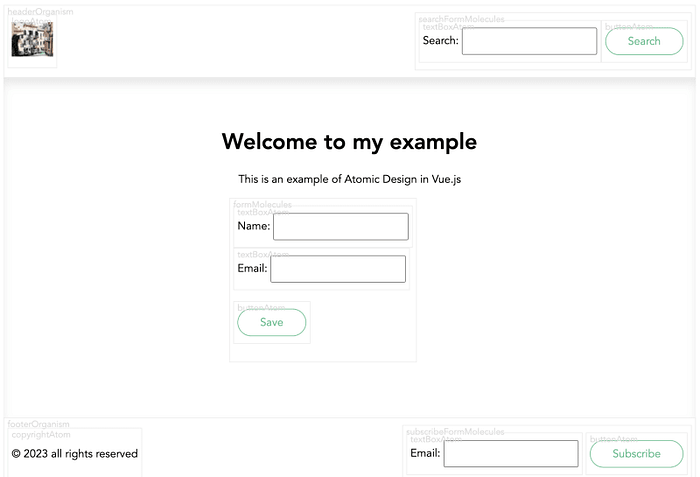 headerOrganism
searchFormMolecules
textBoxAtom
buttonAtom
Search:
Search
Welcome to my example
This is an example of Atomic Design in Vue.js
formMolecules
textBoxAtom
Name:
textBoxAtom
Email:
buttonAtom
Save
footerOrganism
copyrightAtom
© 2023 all rights reserved
subscribeFormMolecules
textBoxAtom
buttonAtom
Email:
Subscribe